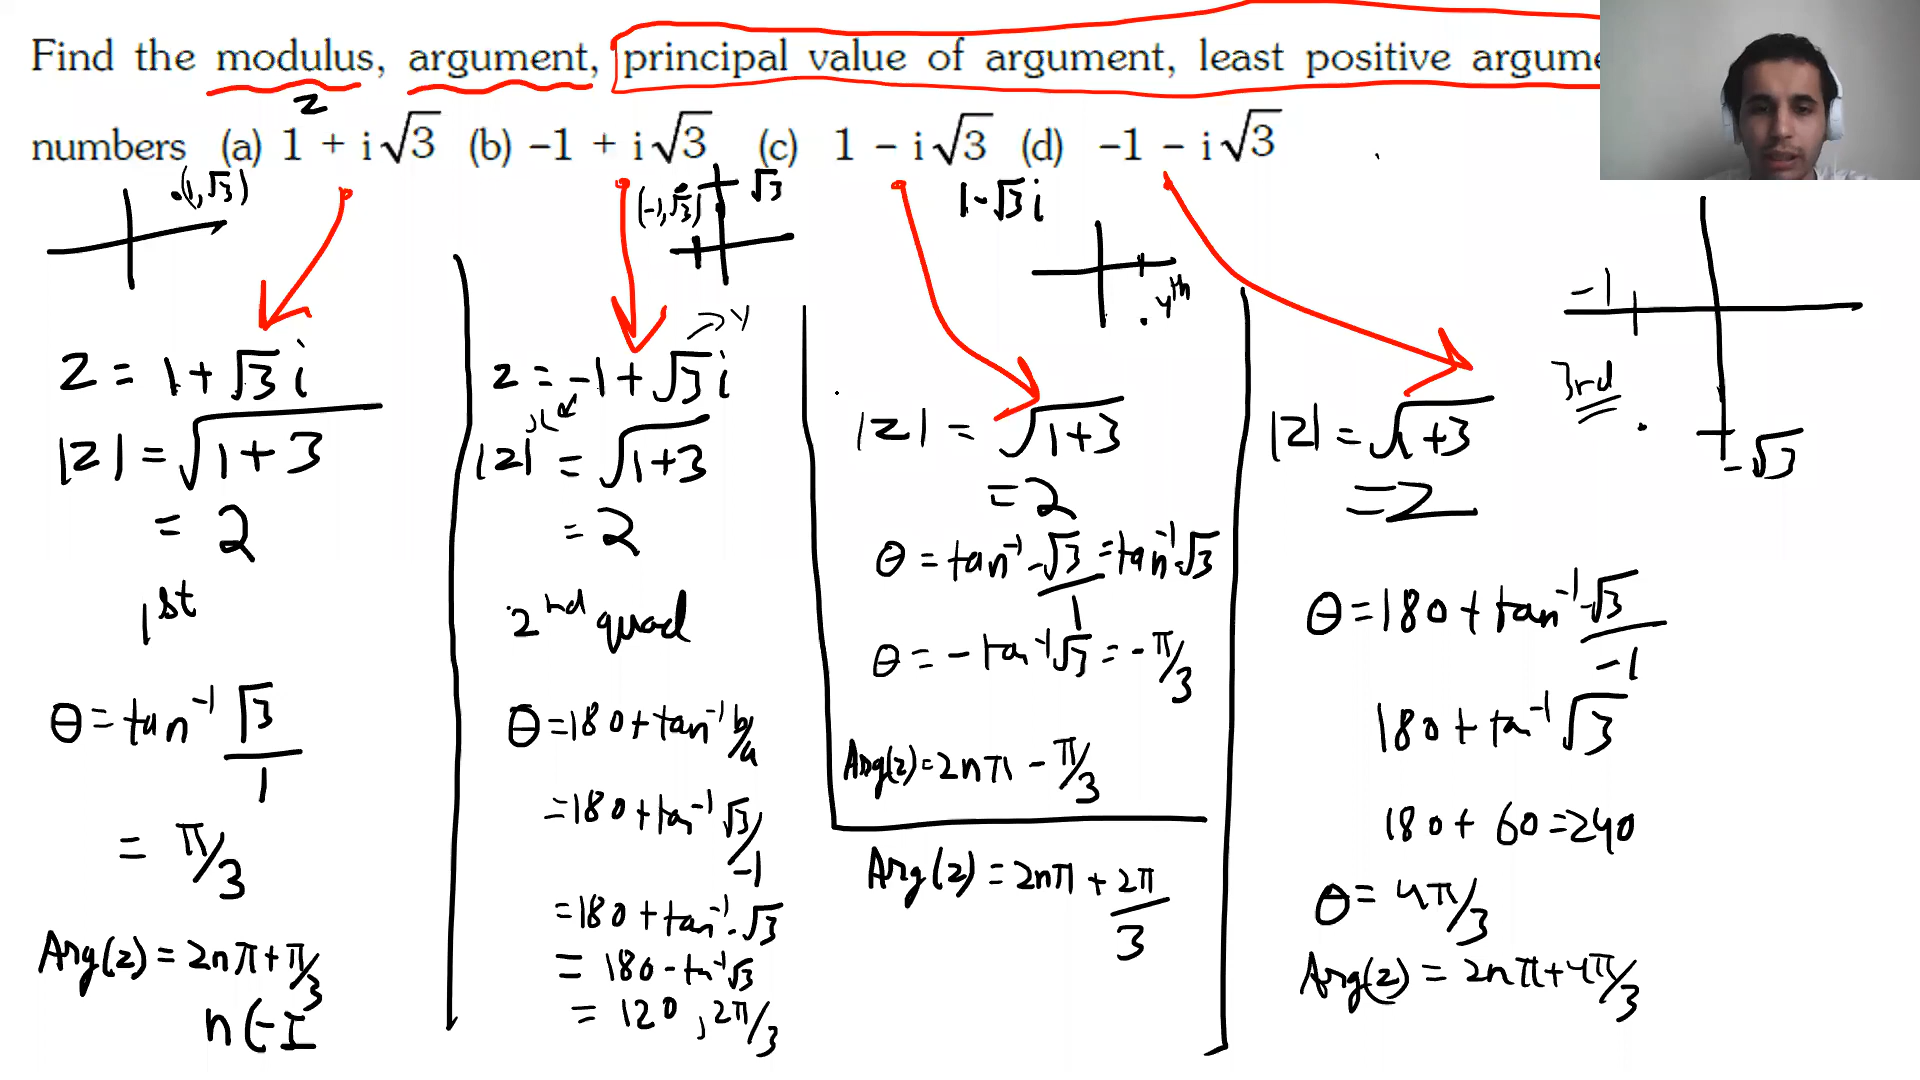 Find the modulus, argument, principal value of argument, least positive argume
z
numbers (a) 1 + i√3 (b) -1 + i√3 (c) 1 - i√3 (d) -1 - i√3
(1, √3)
z = 1 + √3 i
|z| = √1+3
= 2
1st
θ = tan⁻¹ √3/1
= π/3
Arg(z) = 2nπ + π/3
n ∈ I
(-1, √3)
√3
y
z = -1 + √3 i
x
|z| = √1+3
= 2
2nd quad
θ = 180 + tan⁻¹ b/a
= 180 + tan⁻¹ √3/-1
= 180 + tan⁻¹ -√3
= 180 - tan⁻¹ √3
= 120 , 2π/3
1 - √3 i
4th
|z| = √1+3
= 2
θ = tan⁻¹ -√3/1 = tan⁻¹ -√3
θ = - tan⁻¹ √3 = - π/3
Arg(z) = 2nπ - π/3
Arg(z) = 2nπ + 2π/3
-1
3rd
-√3
|z| = √1+3
= 2
θ = 180 + tan⁻¹ -√3/-1
180 + tan⁻¹ √3
180 + 60 = 240
θ = 4π/3
Arg(z) = 2nπ + 4π/3